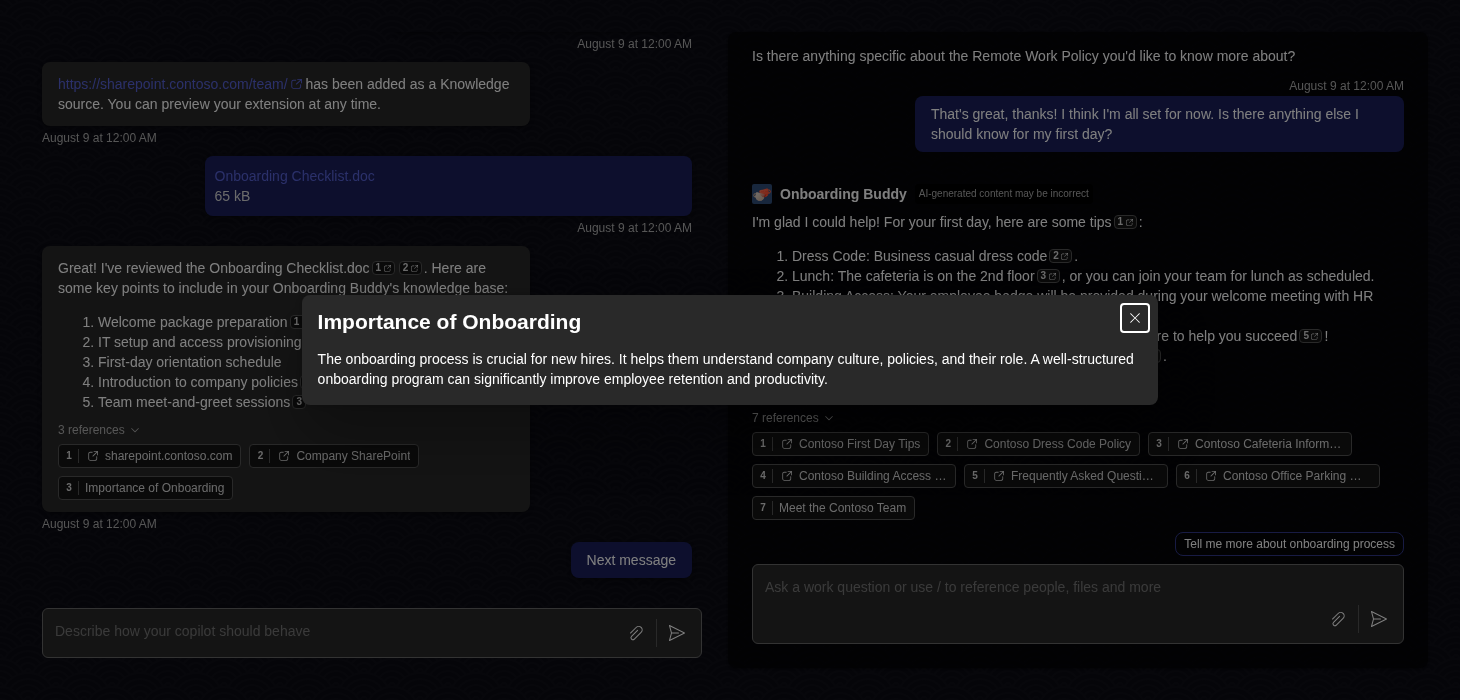 August 9 at 12:00 AM
https://sharepoint.contoso.com/team/ has been added as a Knowledge
source. You can preview your extension at any time.
August 9 at 12:00 AM
Onboarding Checklist.doc
65 kB
August 9 at 12:00 AM
Great! I've reviewed the Onboarding Checklist.doc 1 2 . Here are
some key points to include in your Onboarding Buddy's knowledge base:
1. Welcome package preparation 1
2. IT setup and access provisioning
3. First-day orientation schedule
4. Introduction to company policies
5. Team meet-and-greet sessions 3
3 references
1 sharepoint.contoso.com
2 Company SharePoint
3 Importance of Onboarding
August 9 at 12:00 AM
Next message
Describe how your copilot should behave
Importance of Onboarding
The onboarding process is crucial for new hires. It helps them understand company culture, policies, and their role. A well-structured
onboarding program can significantly improve employee retention and productivity.
Is there anything specific about the Remote Work Policy you'd like to know more about?
August 9 at 12:00 AM
That's great, thanks! I think I'm all set for now. Is there anything else I
should know for my first day?
Onboarding Buddy AI-generated content may be incorrect
I'm glad I could help! For your first day, here are some tips 1 :
1. Dress Code: Business casual dress code 2 .
2. Lunch: The cafeteria is on the 2nd floor 3 , or you can join your team for lunch as scheduled.
3. Building Access: Your employee badge will be provided during your welcome meeting with HR
re to help you succeed 5 !
.
7 references
1 Contoso First Day Tips
2 Contoso Dress Code Policy
3 Contoso Cafeteria Inform…
4 Contoso Building Access …
5 Frequently Asked Questi…
6 Contoso Office Parking …
7 Meet the Contoso Team
Tell me more about onboarding process
Ask a work question or use / to reference people, files and more